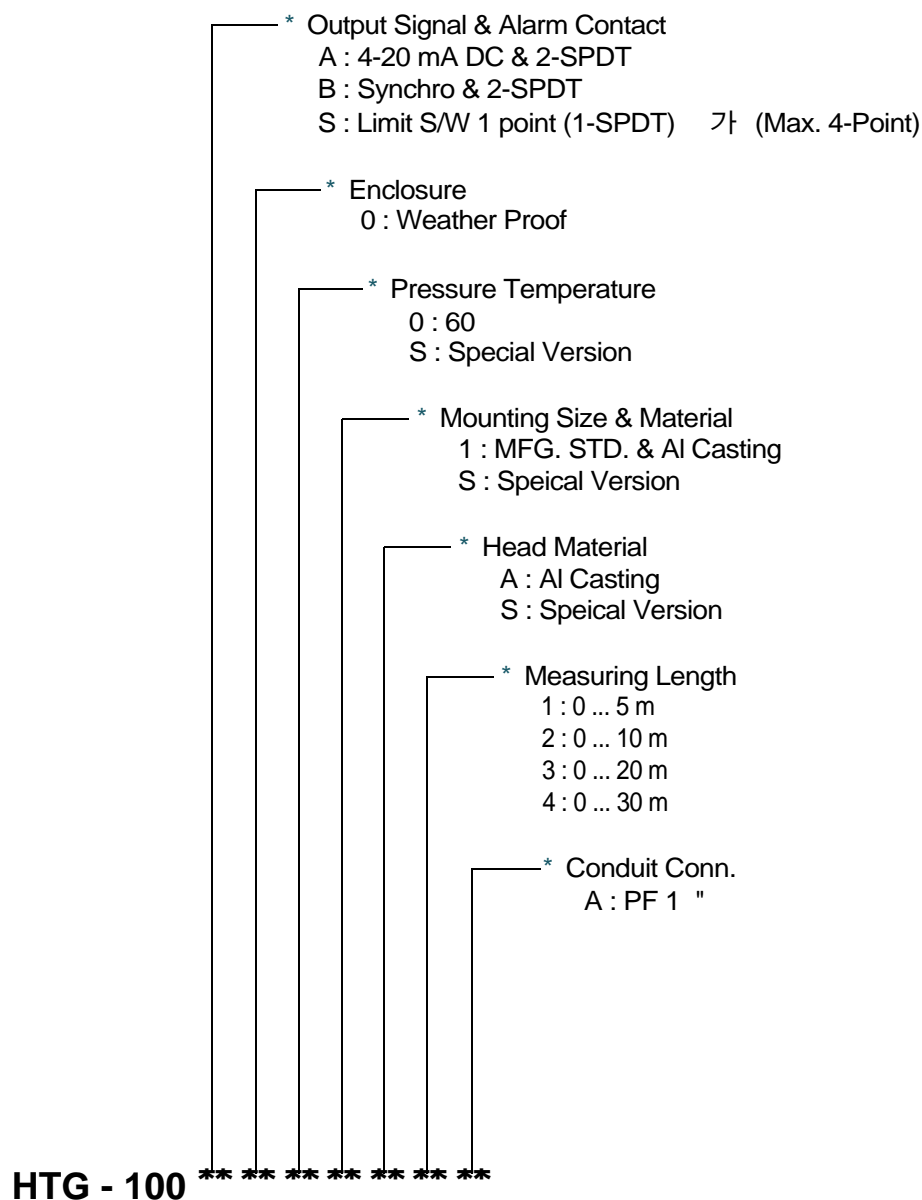 * Output Signal & Alarm Contact
A : 4-20 mA DC & 2-SPDT
B : Synchro & 2-SPDT
S : Limit S/W 1 point (1-SPDT) 가 (Max. 4-Point)
* Enclosure
0 : Weather Proof
* Pressure Temperature
0 : 60
S : Special Version
* Mounting Size & Material
1 : MFG. STD. & Al Casting
S : Speical Version
* Head Material
A : Al Casting
S : Speical Version
* Measuring Length
1 : 0 ... 5 m
2 : 0 ... 10 m
3 : 0 ... 20 m
4 : 0 ... 30 m
* Conduit Conn.
A : PF 1 "
HTG - 100 ** ** ** ** ** ** **